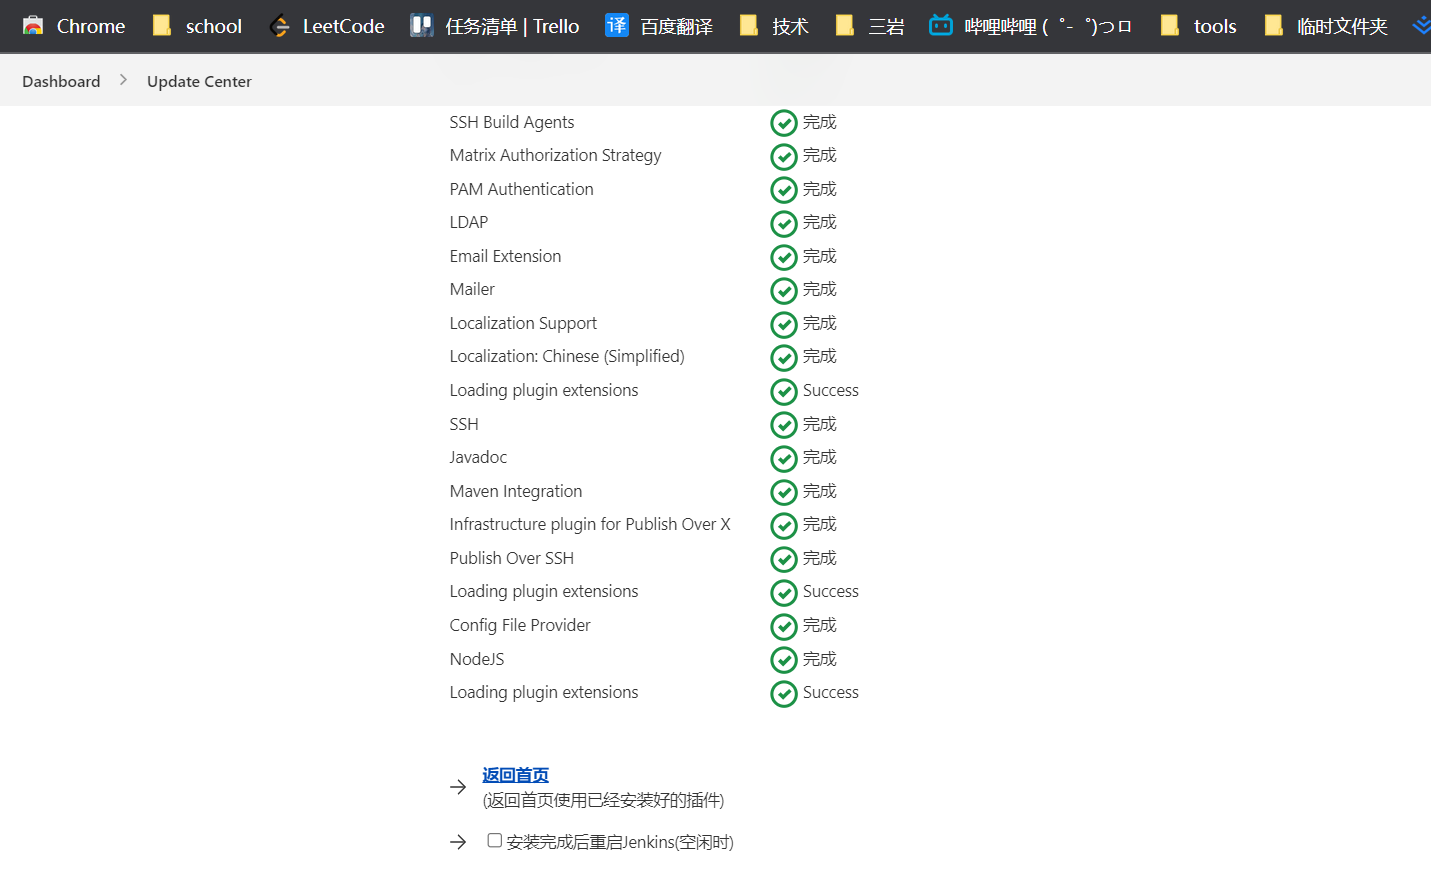 Chrome school LeetCode 任务清单 | Trello 译 百度翻译 技术 三岩 哔哩哔哩 ( ゜- ゜)つロ tools 临时文件夹
Dashboard Update Center
SSH Build Agents 完成
Matrix Authorization Strategy 完成
PAM Authentication 完成
LDAP 完成
Email Extension 完成
Mailer 完成
Localization Support 完成
Localization: Chinese (Simplified) 完成
Loading plugin extensions Success
SSH 完成
Javadoc 完成
Maven Integration 完成
Infrastructure plugin for Publish Over X 完成
Publish Over SSH 完成
Loading plugin extensions Success
Config File Provider 完成
NodeJS 完成
Loading plugin extensions Success
返回首页
(返回首页使用已经安装好的插件)
安装完成后重启Jenkins(空闲时)